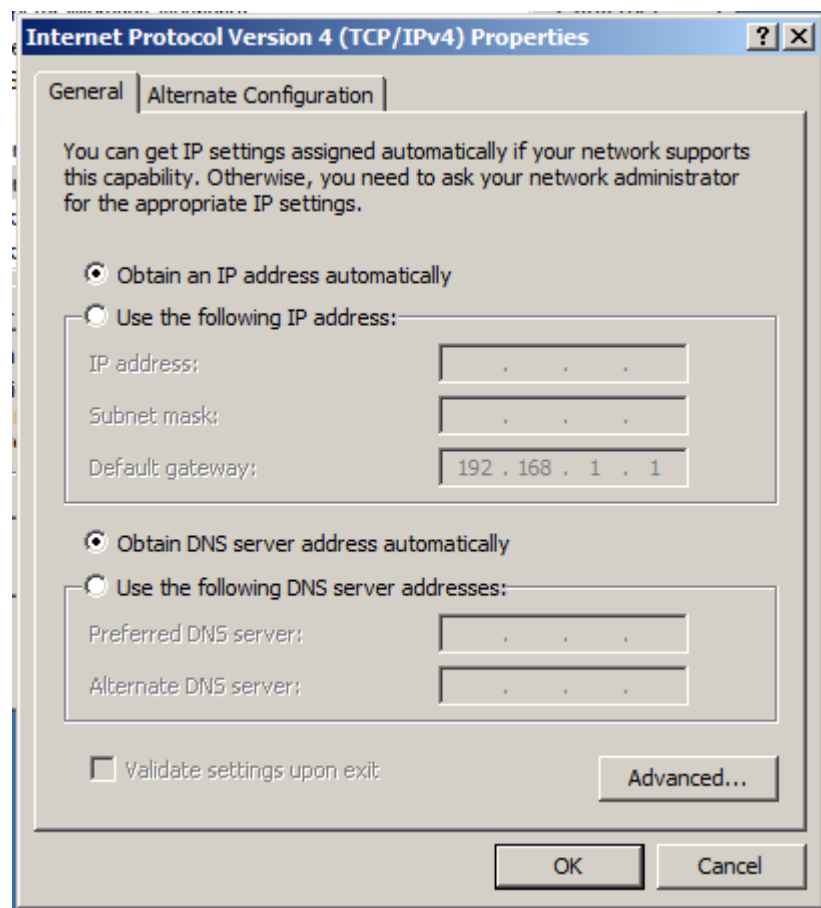 Internet Protocol Version 4 (TCP/IPv4) Properties
General
Alternate Configuration
You can get IP settings assigned automatically if your network supports
this capability. Otherwise, you need to ask your network administrator
for the appropriate IP settings.
Obtain an IP address automatically
Use the following IP address:
IP address:
. . .
Subnet mask:
. . .
Default gateway:
192 . 168 . 1 . 1
Obtain DNS server address automatically
Use the following DNS server addresses:
Preferred DNS server:
. . .
Alternate DNS server:
. . .
Validate settings upon exit
Advanced...
OK
Cancel